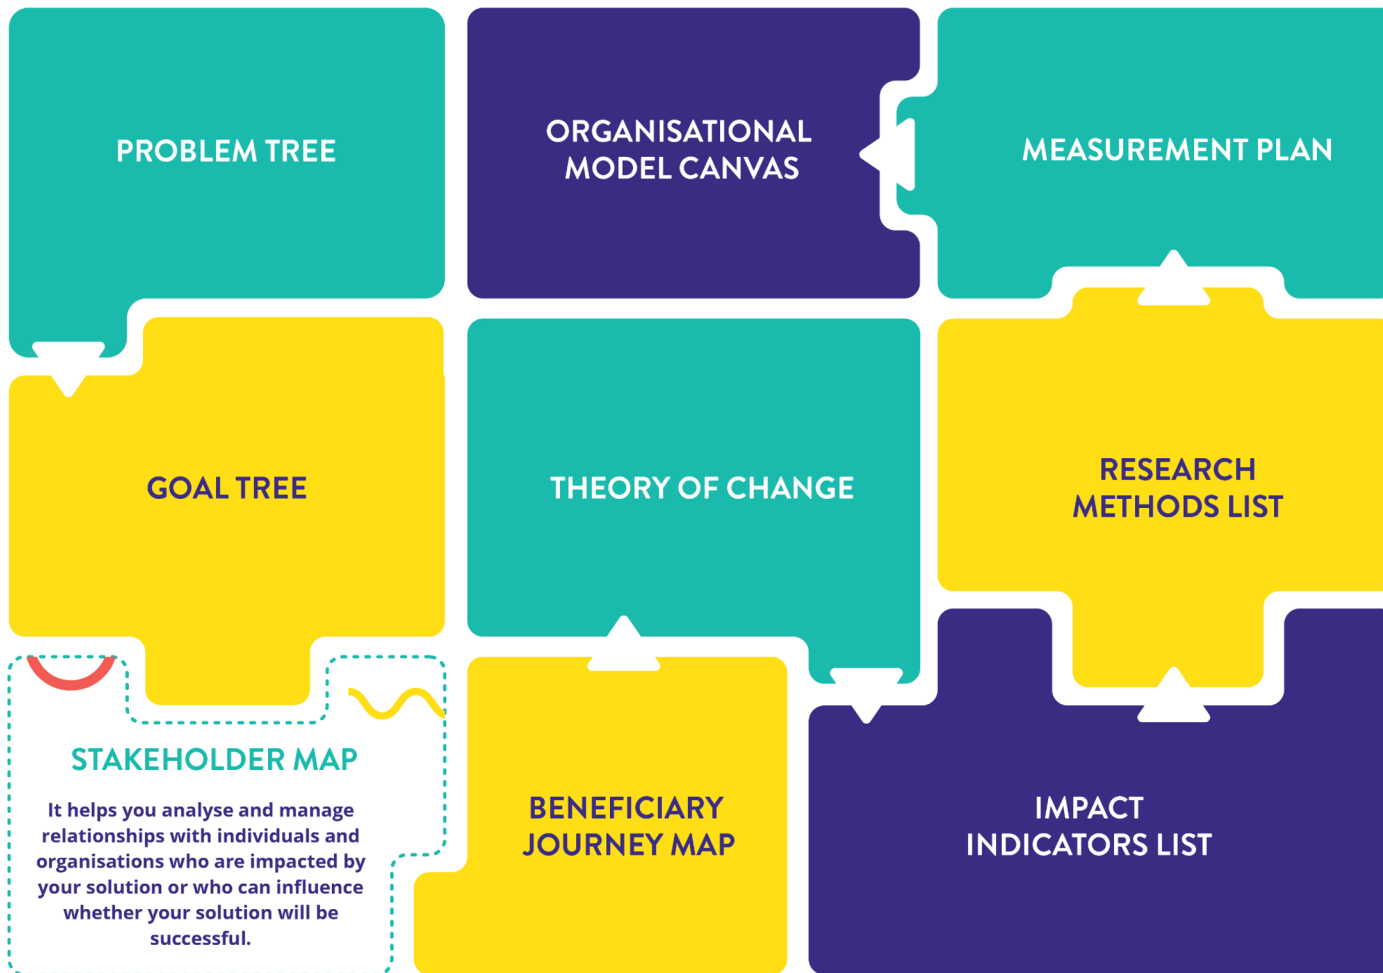 PROBLEM TREE
ORGANISATIONAL
MODEL CANVAS
MEASUREMENT PLAN
GOAL TREE
THEORY OF CHANGE
RESEARCH
METHODS LIST
STAKEHOLDER MAP
It helps you analyse and manage
relationships with individuals and
organisations who are impacted by
your solution or who can influence
whether your solution will be
successful.
BENEFICIARY
JOURNEY MAP
IMPACT
INDICATORS LIST